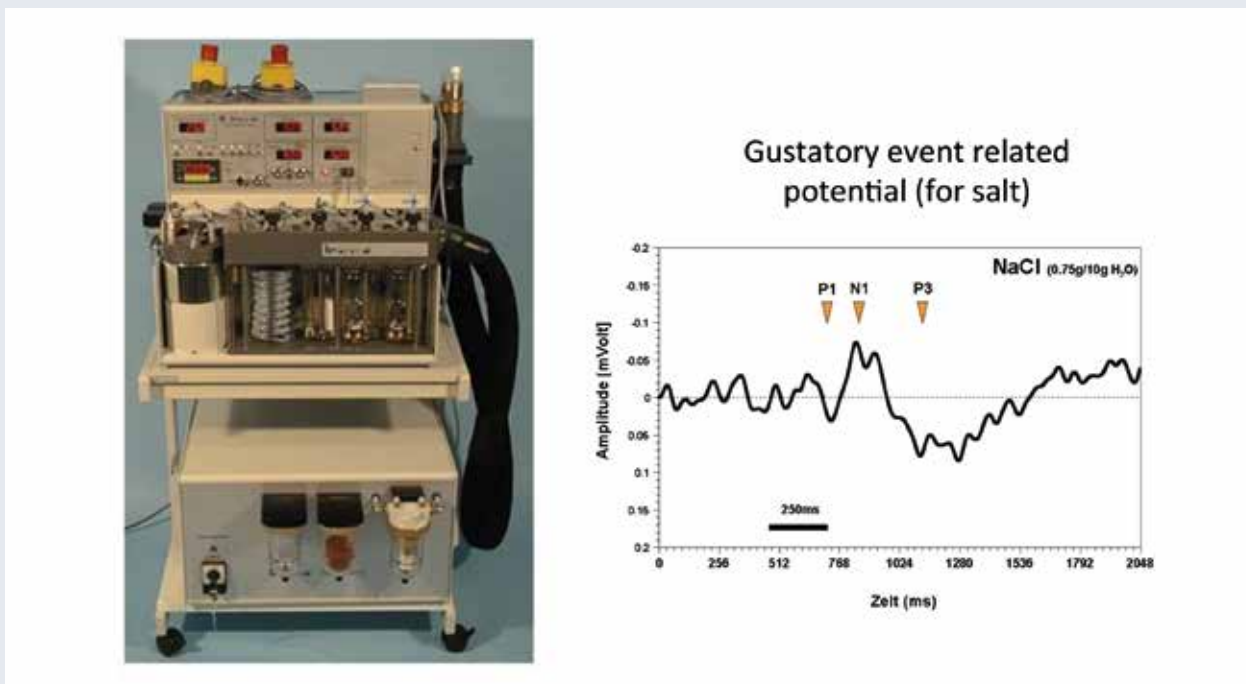 Gustatory event related
potential (for salt)
NaCl (0.75g/10g H₂O)
P1 N1 P3
Amplitude [mVolt]
-0.2
-0.15
-0.1
-0.05
0
0.05
0.1
0.15
0.2
250ms
0 256 512 768 1024 1280 1536 1792 2048
Zeit (ms)